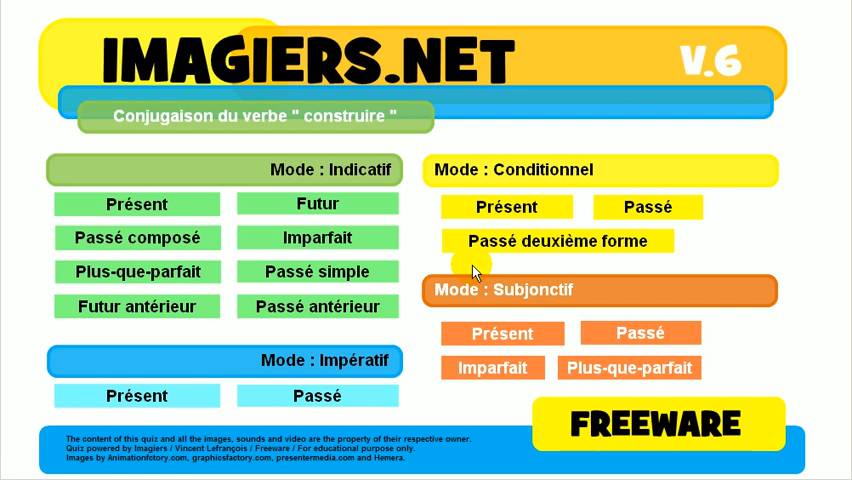 IMAGIERS.NET
V.6
Conjugaison du verbe " construire "
Mode : Indicatif
Présent
Futur
Passé composé
Imparfait
Plus-que-parfait
Passé simple
Futur antérieur
Passé antérieur
Mode : Impératif
Présent
Passé
Mode : Conditionnel
Présent
Passé
Passé deuxième forme
Mode : Subjonctif
Présent
Passé
Imparfait
Plus-que-parfait
FREEWARE
The content of this quiz and all the images, sounds and video are the property of their respective owner.
Quiz powered by Imagiers / Vincent Lefrançois / Freeware / For educational purpose only.
Images by Animationfctory.com, graphicsfactory.com, presentermedia.com and Hemera.